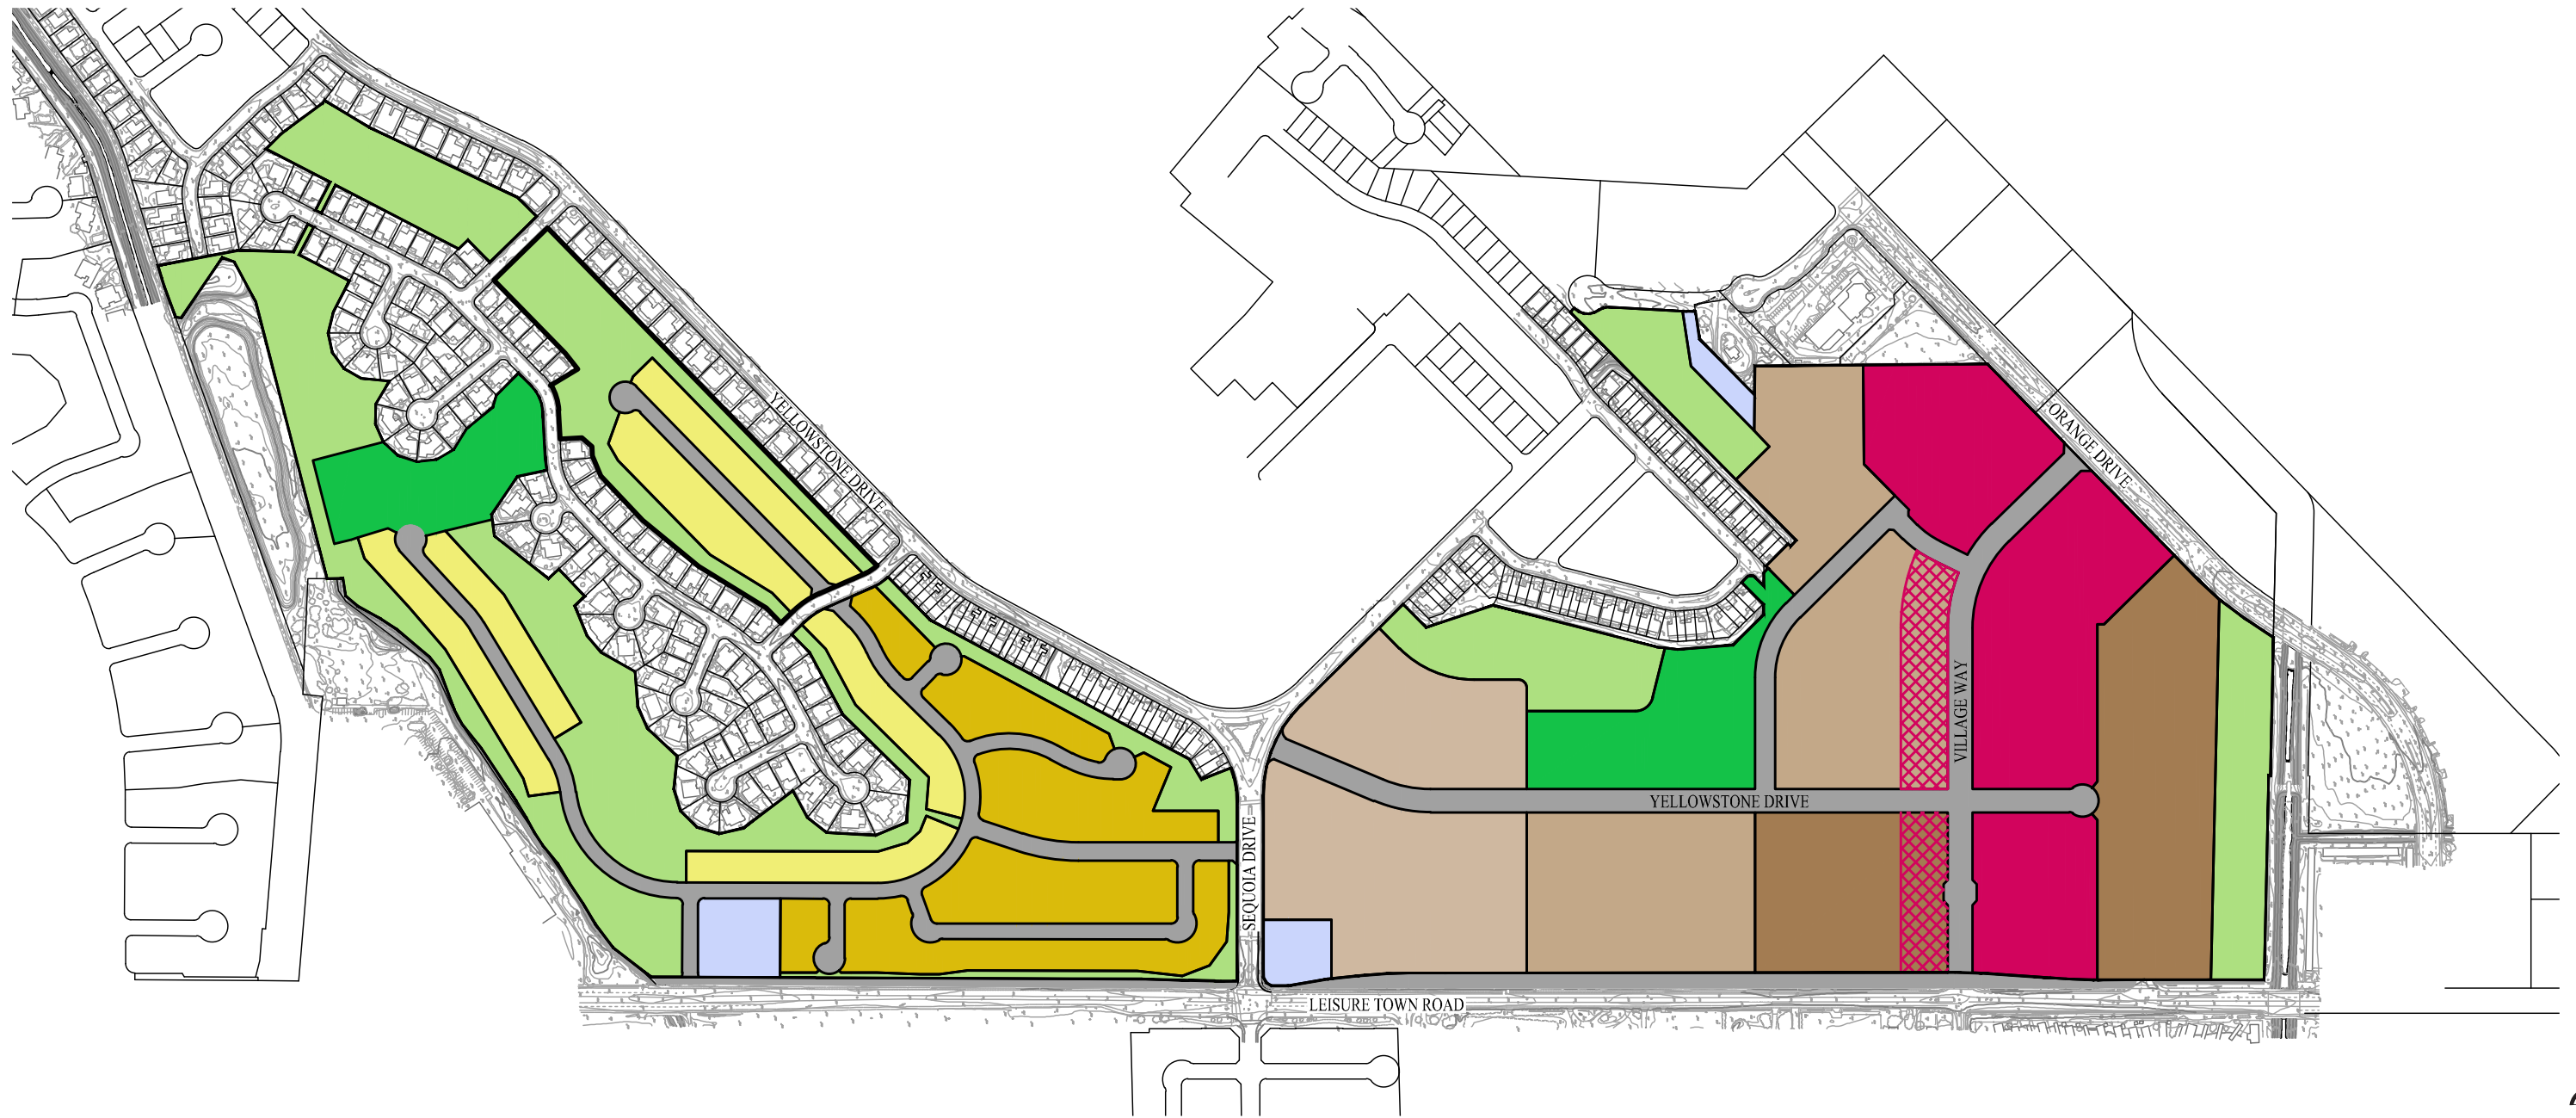 YELLOWSTONE DRIVE
ORANGE DRIVE
VILLAGE WAY
YELLOWSTONE DRIVE
SEQUOIA DRIVE
LEISURE TOWN ROAD